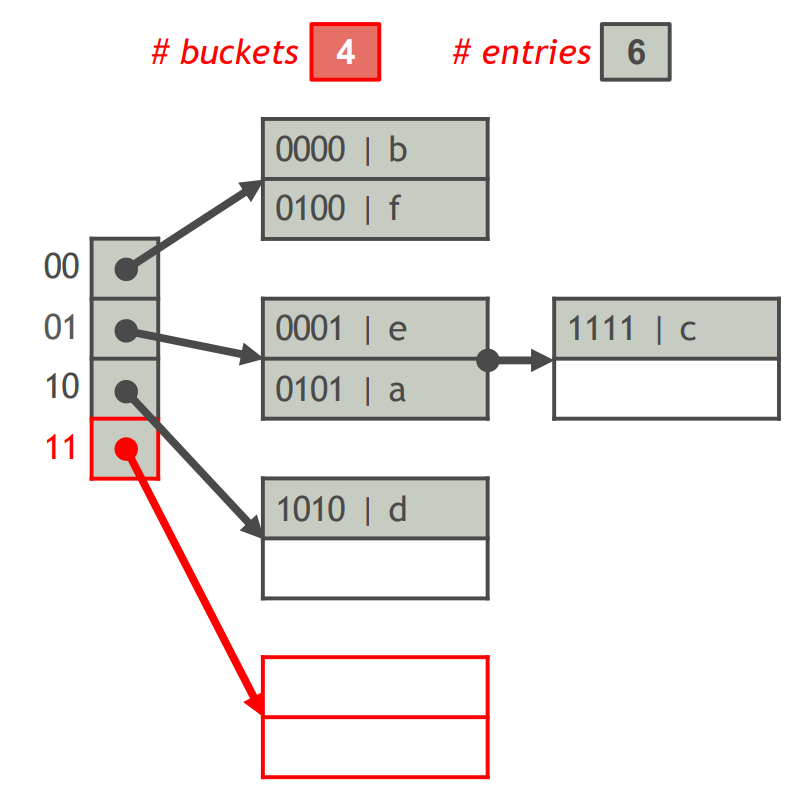 # buckets 4 # entries 6
0000 | b
0100 | f
00
01
10
11
0001 | e
0101 | a
1111 | c
1010 | d